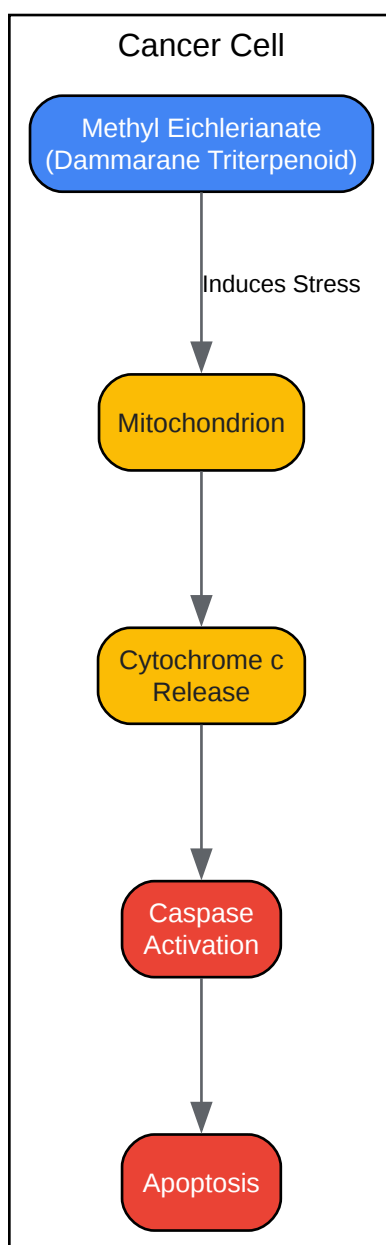 Cancer Cell
Methyl Eichlerianate
(Dammarane Triterpenoid)
Induces Stress
Mitochondrion
Cytochrome c
Release
Caspase
Activation
Apoptosis